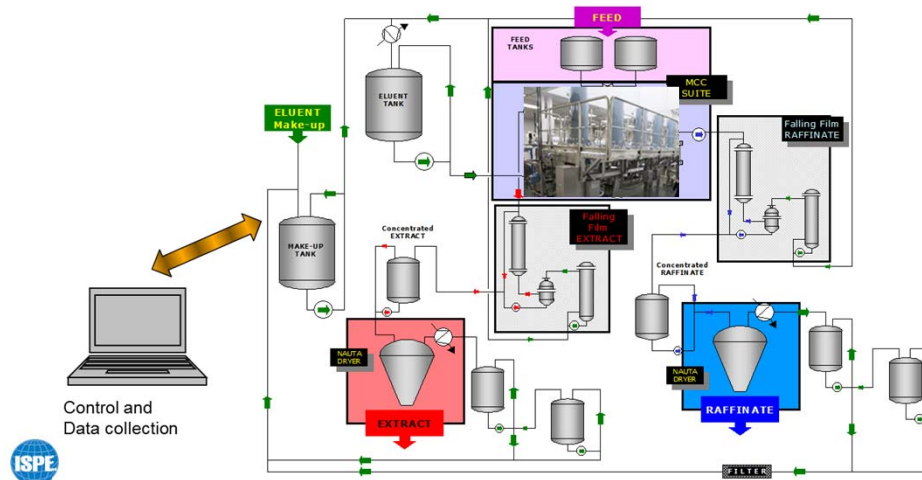 FEED
FEED
TANKS
MCC
SUITE
ELUENT
TANK
ELUENT
Make-up
Falling Film
RAFFINATE
MAKE-UP
TANK
Concentrated
EXTRACT
Falling
Film
EXTRACT
Concentrated
RAFFINATE
NAUTA
DRYER
NAUTA
DRYER
EXTRACT
RAFFINATE
Control and
Data collection
ISPE
FILTER